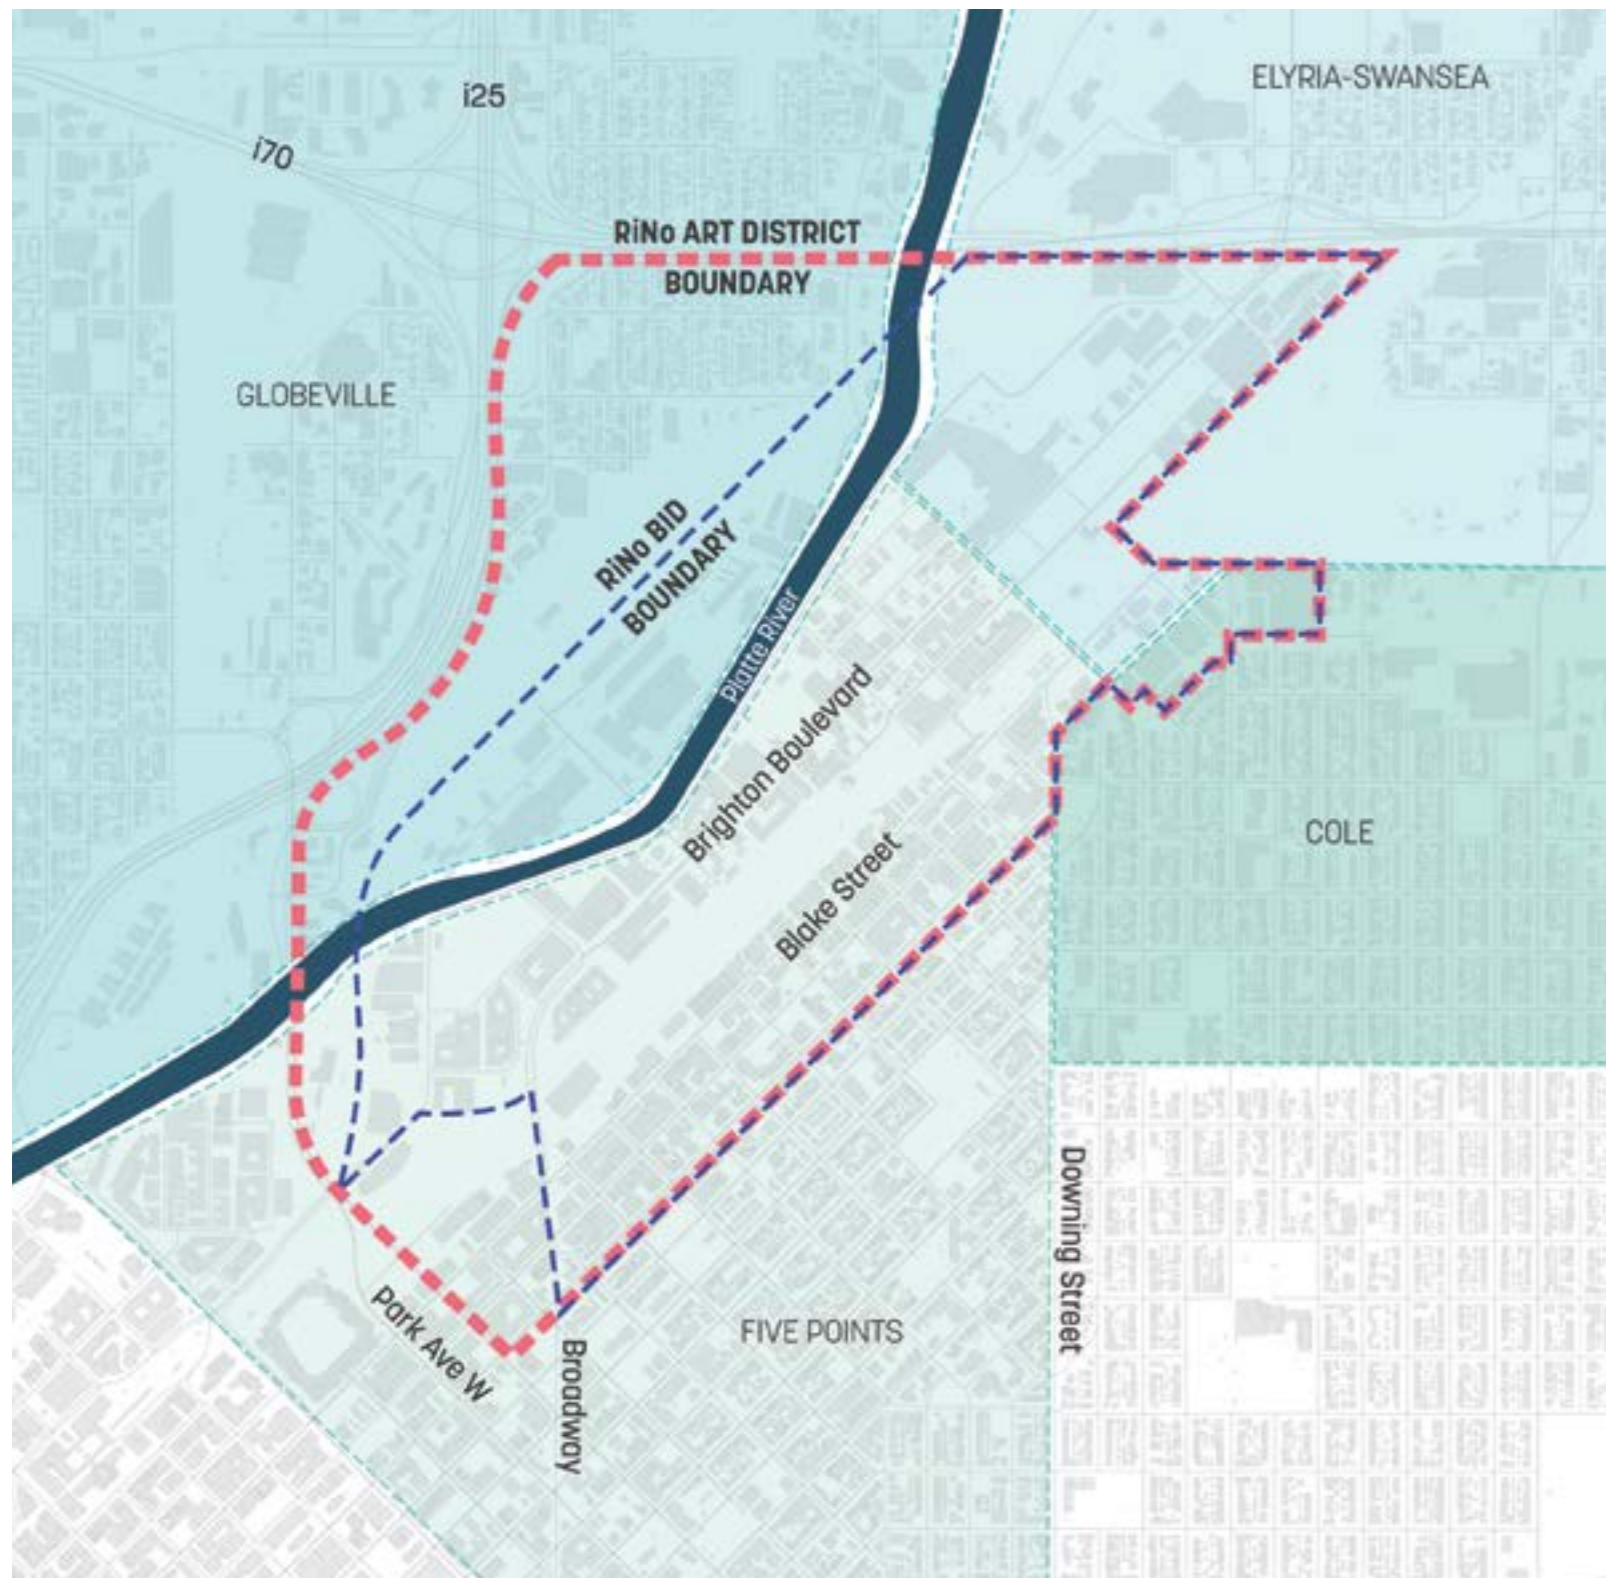 ELYRIA-SWANSEA
i25
i70
RiNo ART DISTRICT
BOUNDARY
GLOBEVILLE
RiNo BID
BOUNDARY
Platte River
Brighton Boulevard
Blake Street
COLE
Downing Street
Park Ave W
FIVE POINTS
Broadway